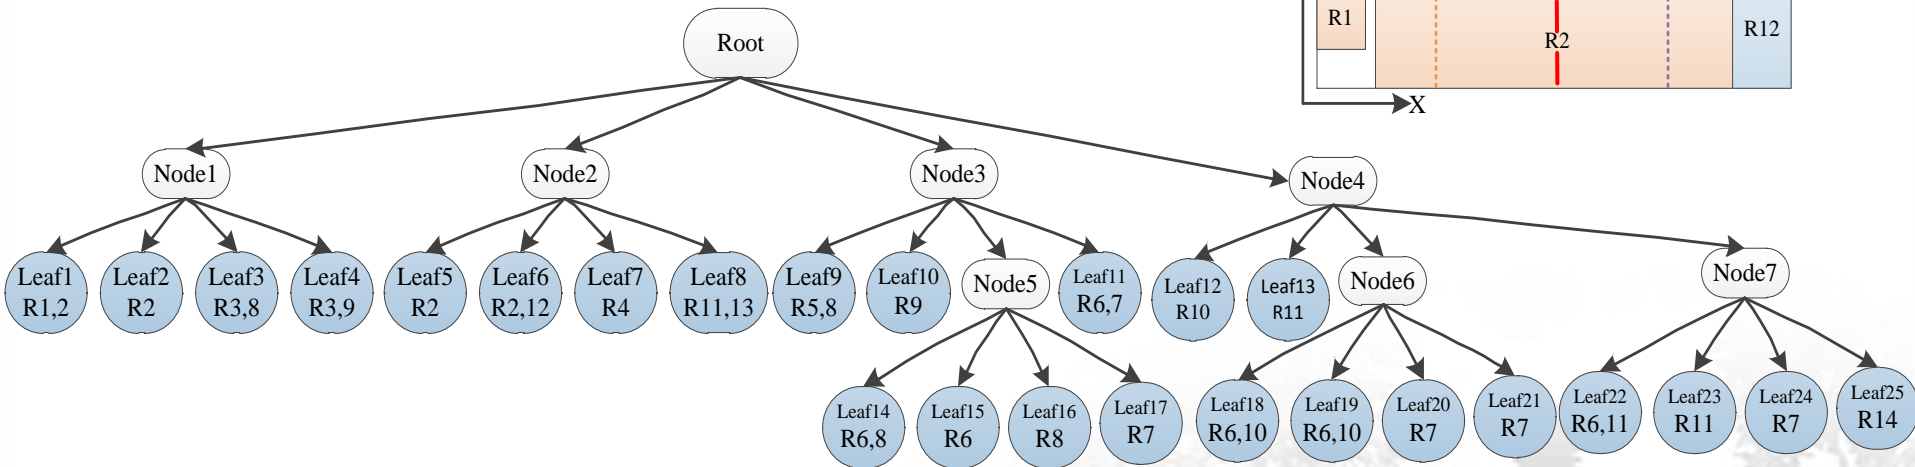 R1
R2
R12
X
Root
Node1
Node2
Node3
Node4
Leaf1
R1,2
Leaf2
R2
Leaf3
R3,8
Leaf4
R3,9
Leaf5
R2
Leaf6
R2,12
Leaf7
R4
Leaf8
R11,13
Leaf9
R5,8
Leaf10
R9
Node5
Leaf11
R6,7
Leaf12
R10
Leaf13
R11
Node6
Node7
Leaf14
R6,8
Leaf15
R6
Leaf16
R8
Leaf17
R7
Leaf18
R6,10
Leaf19
R6,10
Leaf20
R7
Leaf21
R7
Leaf22
R6,11
Leaf23
R11
Leaf24
R7
Leaf25
R14